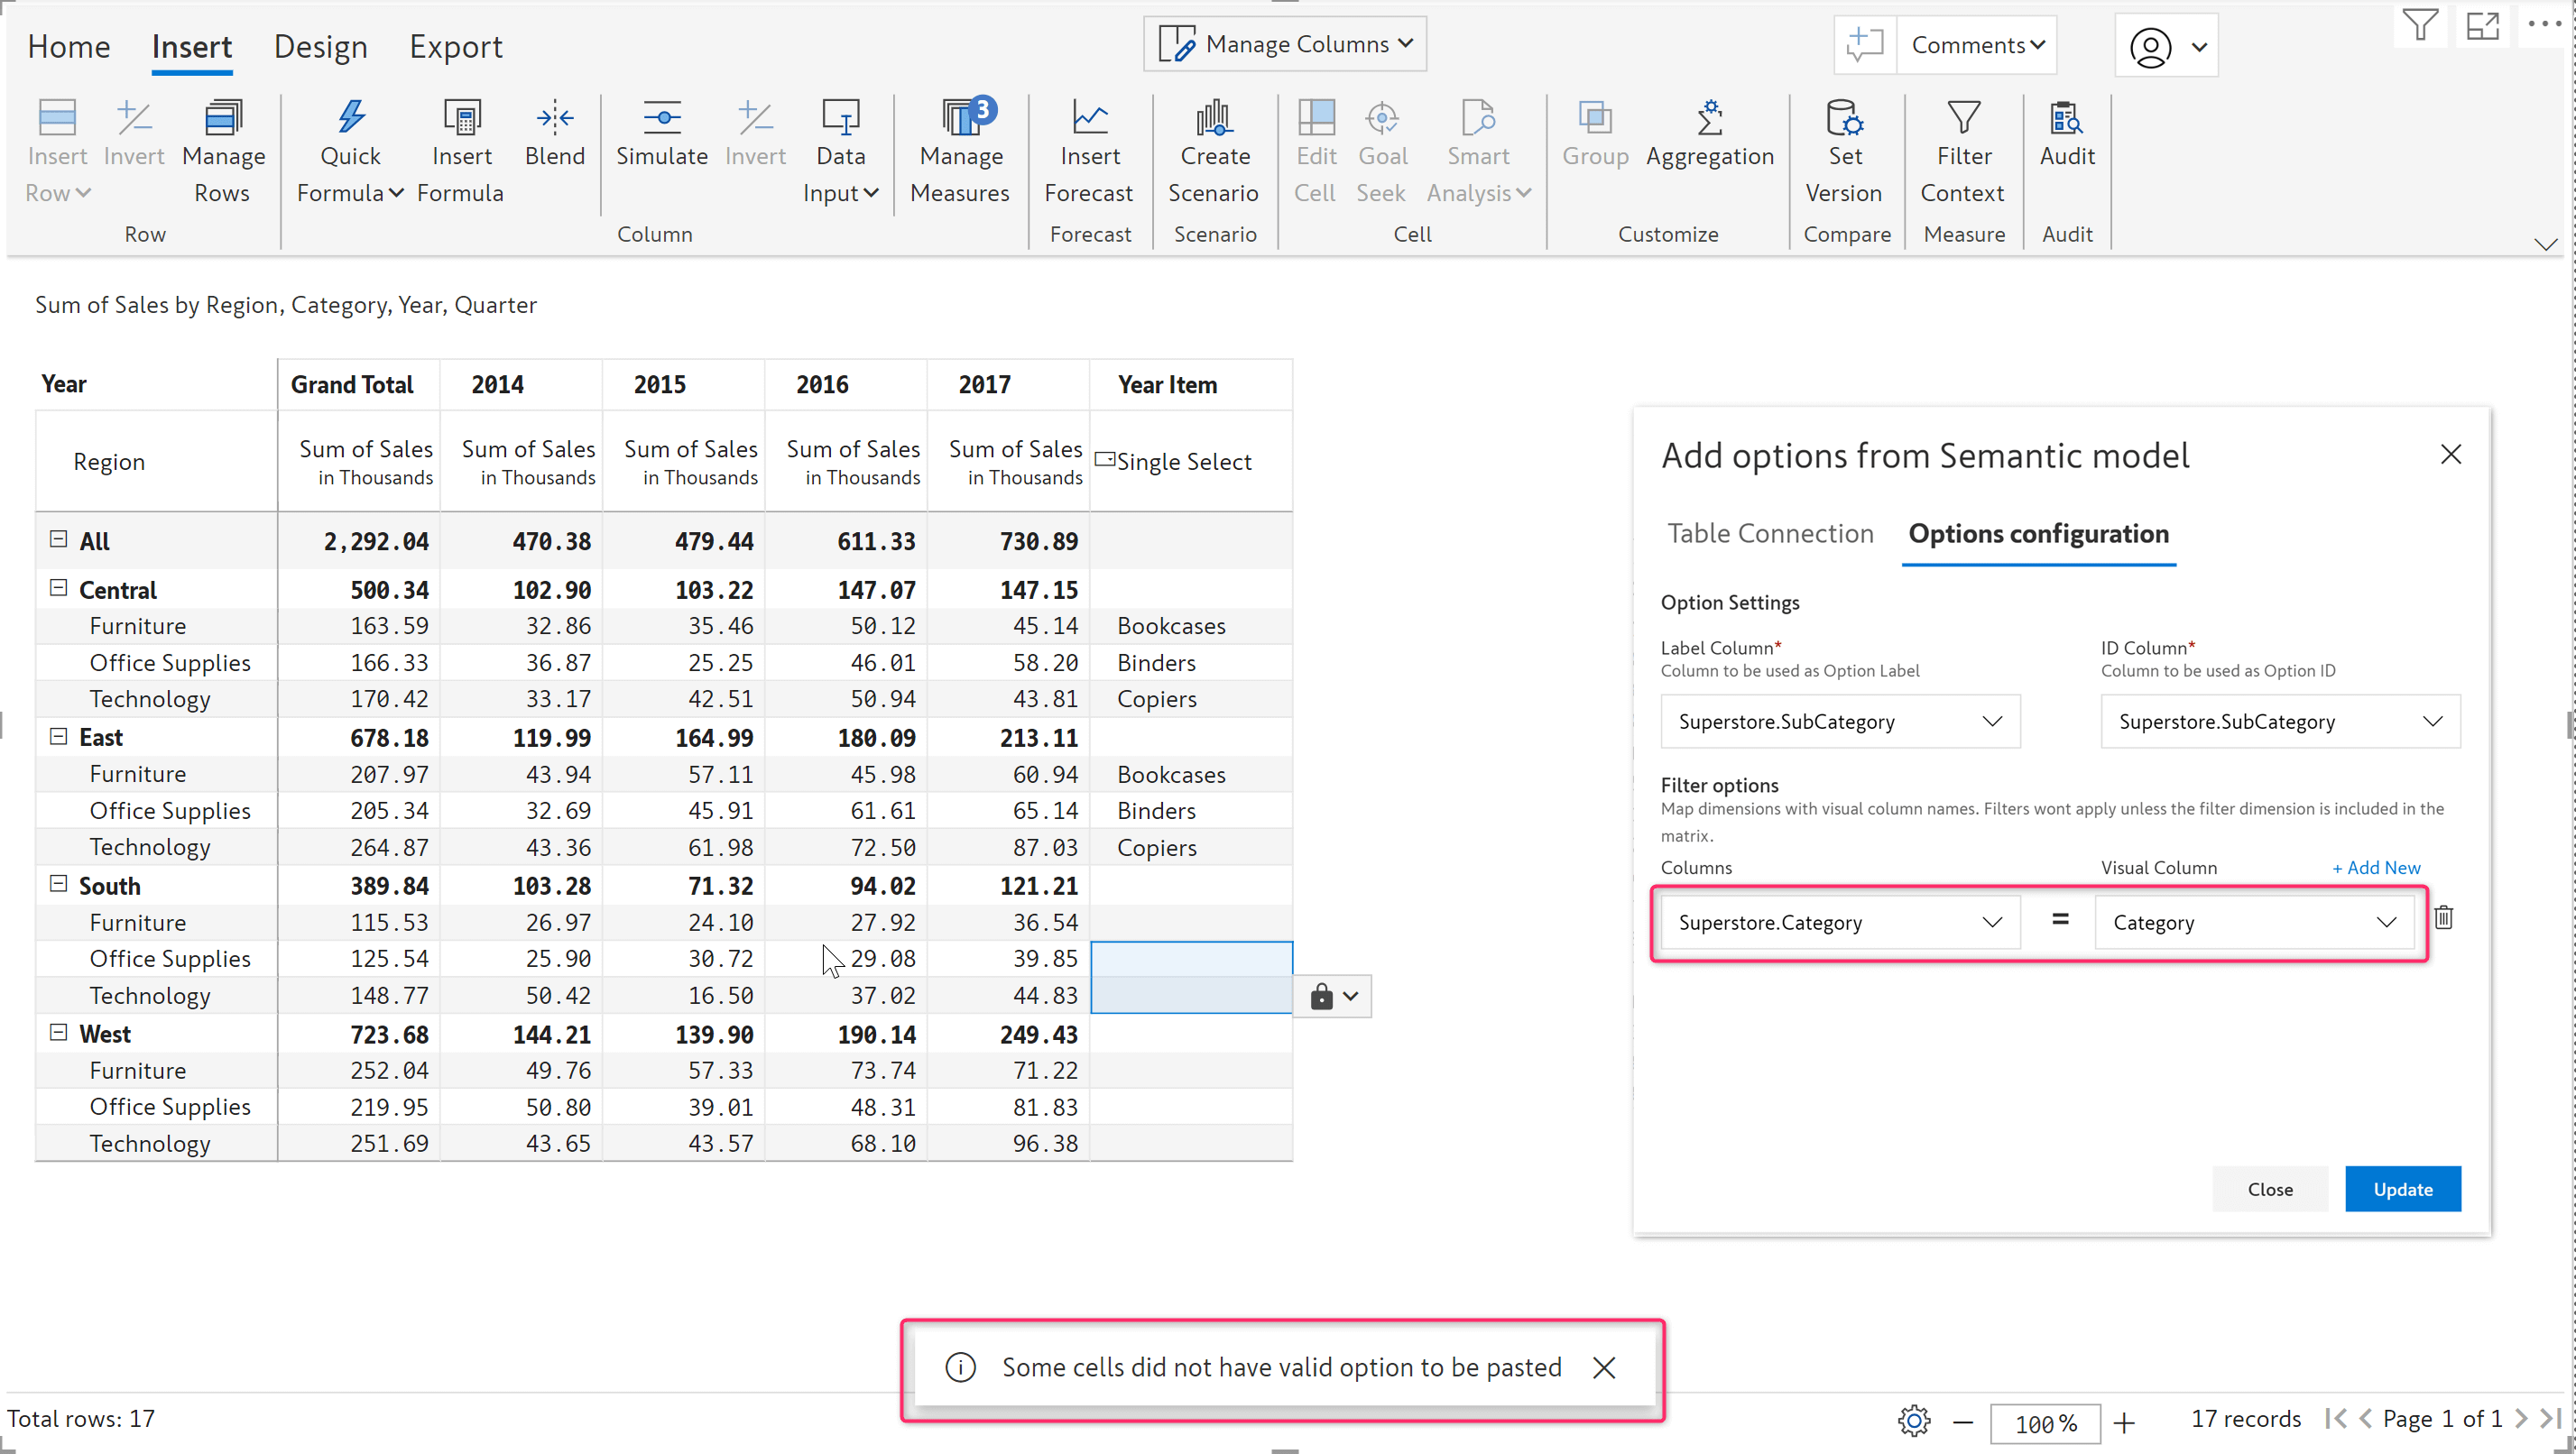 Home Insert Design Export Manage Columns Comments
Insert Row Invert Manage Rows Quick Formula Insert Formula Blend Simulate Invert Data Input Manage Measures 3 Insert Forecast Create Scenario Edit Cell Goal Seek Smart Analysis Group Aggregation Set Version Filter Context Audit
Row Column Forecast Scenario Cell Customize Compare Measure Audit
Sum of Sales by Region, Category, Year, Quarter
Year Grand Total 2014 2015 2016 2017 Year Item
Region Sum of Sales in Thousands Sum of Sales in Thousands Sum of Sales in Thousands Sum of Sales in Thousands Sum of Sales in Thousands Single Select
All 2,292.04 470.38 479.44 611.33 730.89
Central 500.34 102.90 103.22 147.07 147.15
Furniture 163.59 32.86 35.46 50.12 45.14 Bookcases
Office Supplies 166.33 36.87 25.25 46.01 58.20 Binders
Technology 170.42 33.17 42.51 50.94 43.81 Copiers
East 678.18 119.99 164.99 180.09 213.11
Furniture 207.97 43.94 57.11 45.98 60.94 Bookcases
Office Supplies 205.34 32.69 45.91 61.61 65.14 Binders
Technology 264.87 43.36 61.98 72.50 87.03 Copiers
South 389.84 103.28 71.32 94.02 121.21
Furniture 115.53 26.97 24.10 27.92 36.54
Office Supplies 125.54 25.90 30.72 29.08 39.85
Technology 148.77 50.42 16.50 37.02 44.83
West 723.68 144.21 139.90 190.14 249.43
Furniture 252.04 49.76 57.33 73.74 71.22
Office Supplies 219.95 50.80 39.01 48.31 81.83
Technology 251.69 43.65 43.57 68.10 96.38
Add options from Semantic model
Table Connection Options configuration
Option Settings
Label Column* ID Column*
Column to be used as Option Label Column to be used as Option ID
Superstore.SubCategory Superstore.SubCategory
Filter options
Map dimensions with visual column names. Filters wont apply unless the filter dimension is included in the
matrix.
Columns Visual Column + Add New
Superstore.Category = Category
Close Update
Some cells did not have valid option to be pasted
Total rows: 17 100 % 17 records Page 1 of 1